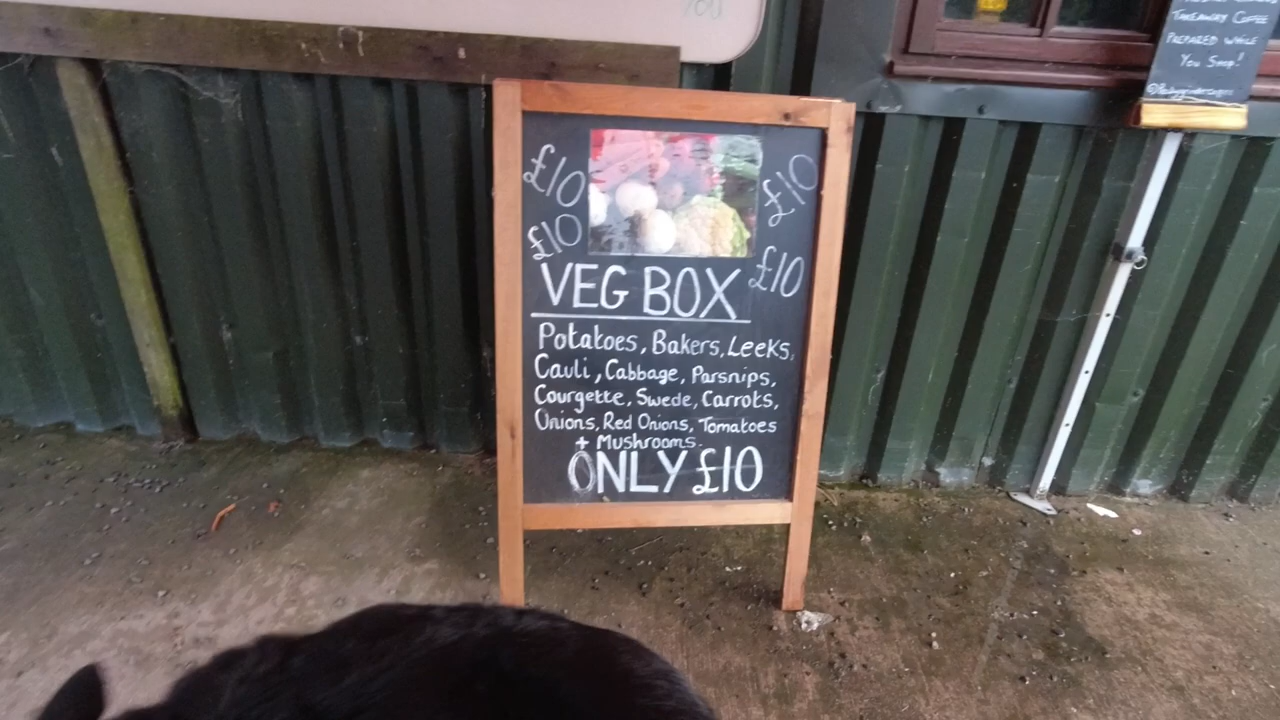 you
TAKEAWAY COFFEE
PREPARED WHILE
YOU SHOP!
£10
£10
£10
£10
VEG BOX
Potatoes, Bakers, Leeks,
Cauli, Cabbage, Parsnips,
Courgette, Swede, Carrots,
Onions, Red Onions, Tomatoes
+ Mushrooms.
ONLY £10